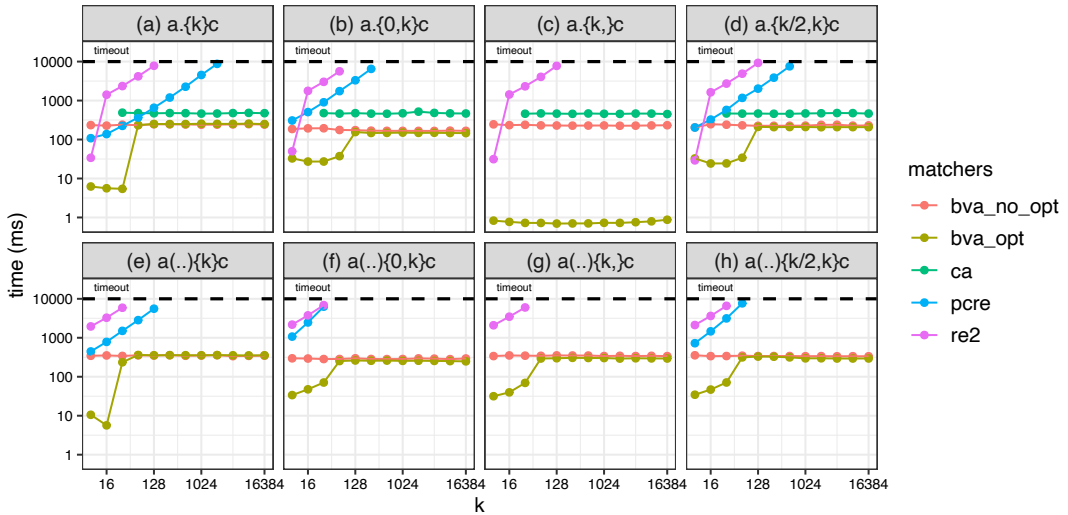 (a) a.{k}c
(b) a.{0,k}c
(c) a.{k,}c
(d) a.{k/2,k}c
timeout
timeout
timeout
timeout
10000
1000
100
10
1
(e) a(..){k}c
(f) a(..){0,k}c
(g) a(..){k,}c
(h) a(..){k/2,k}c
timeout
timeout
timeout
timeout
10000
1000
100
10
1
16 128 1024 16384
16 128 1024 16384
16 128 1024 16384
16 128 1024 16384
k
time (ms)
matchers
bva_no_opt
bva_opt
ca
pcre
re2